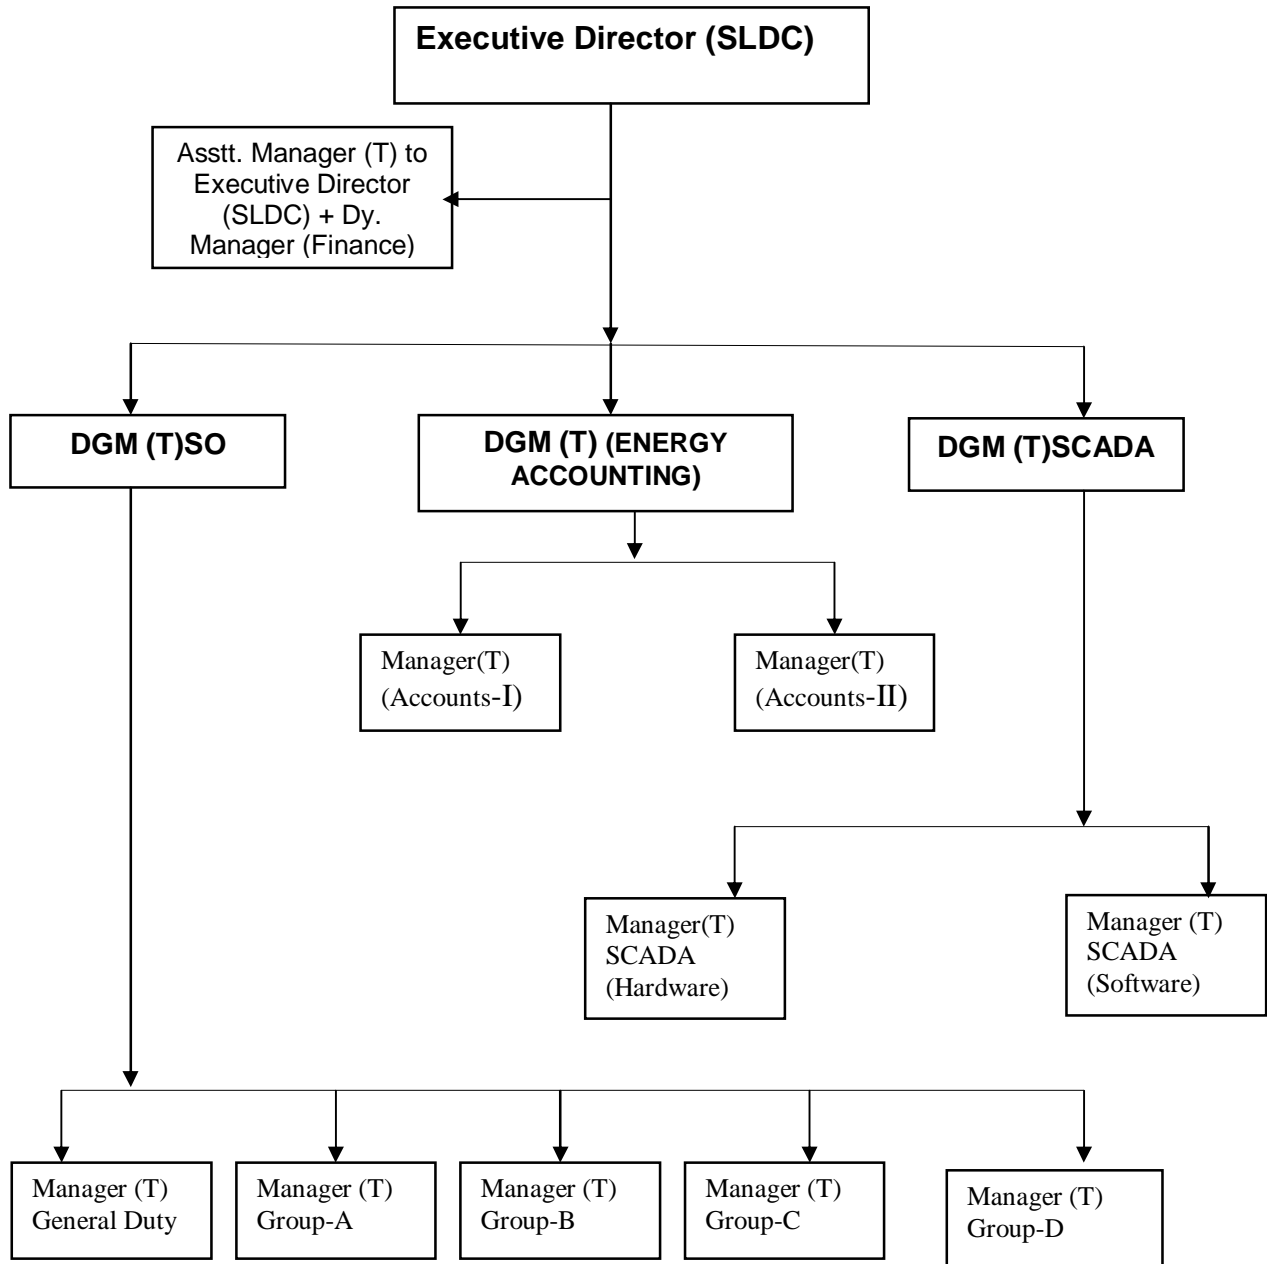 Executive Director (SLDC)
Asstt. Manager (T) to
Executive Director
(SLDC) + Dy.
Manager (Finance)
DGM (T)SO
DGM (T) (ENERGY
ACCOUNTING)
DGM (T)SCADA
Manager(T)
(Accounts-I)
Manager(T)
(Accounts-II)
Manager(T)
SCADA
(Hardware)
Manager (T)
SCADA
(Software)
Manager (T)
General Duty
Manager (T)
Group-A
Manager (T)
Group-B
Manager (T)
Group-C
Manager (T)
Group-D